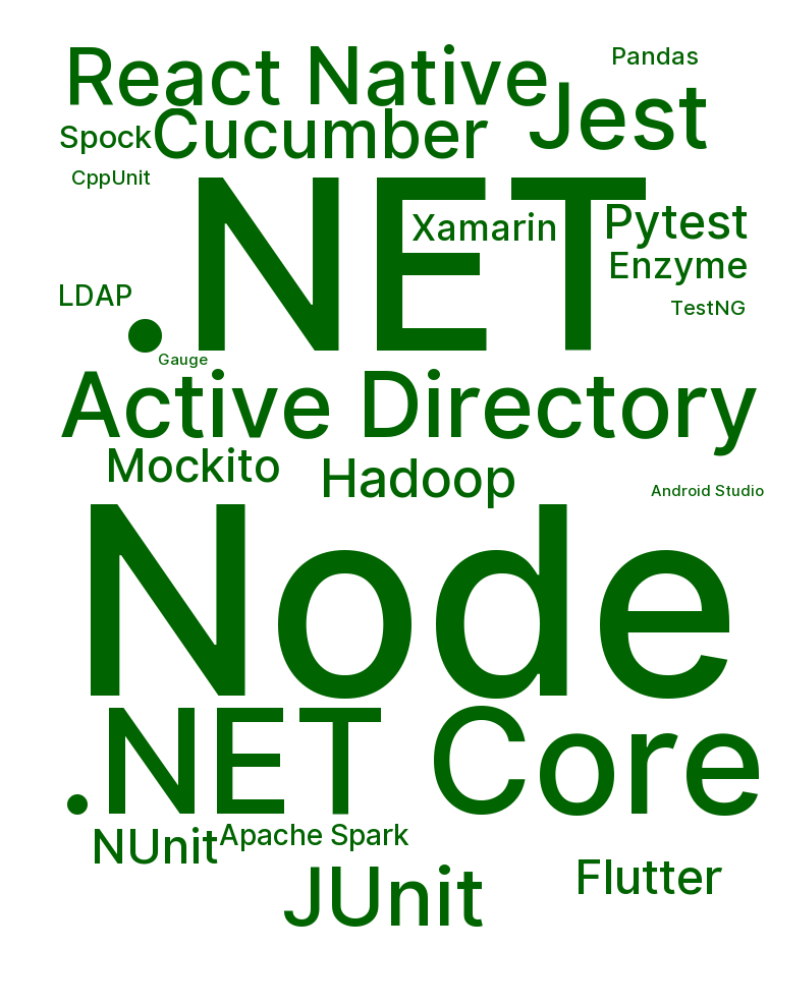 React Native
Pandas
Jest
Spock
Cucumber
CppUnit
.NET
Xamarin
Pytest
Enzyme
LDAP
TestNG
Gauge
Active Directory
Mockito
Hadoop
Android Studio
Node
.NET Core
NUnit
Apache Spark
JUnit
Flutter